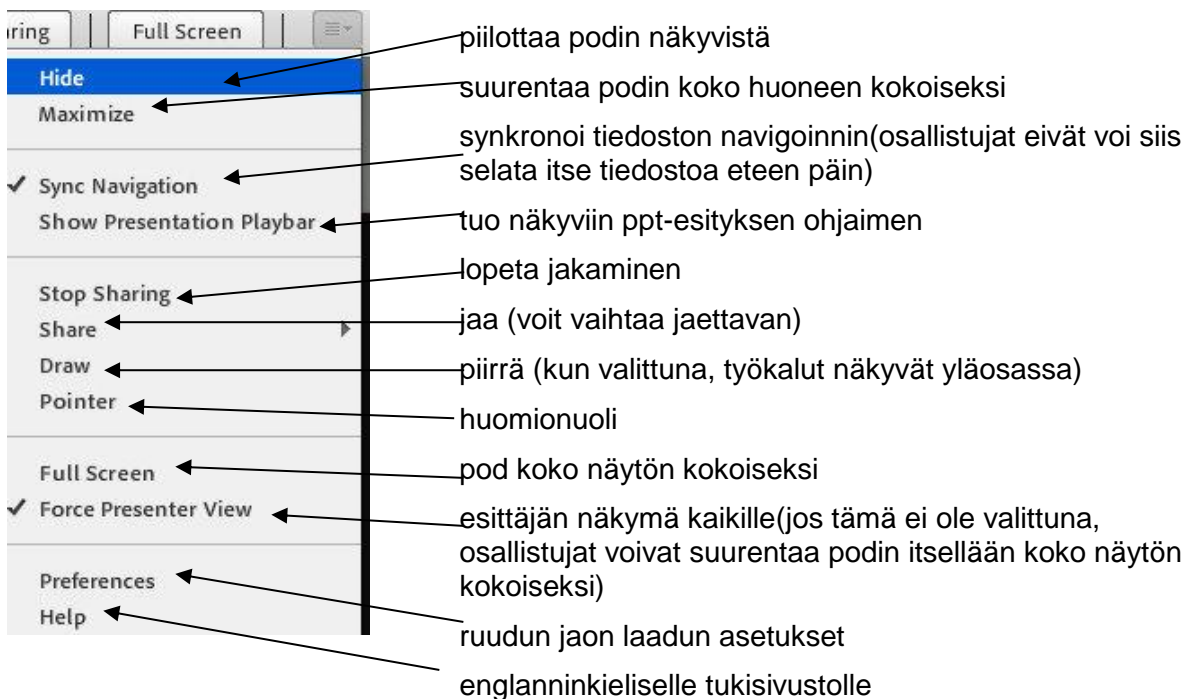 ring
Full Screen
Hide
Maximize
Sync Navigation
Show Presentation Playbar
Stop Sharing
Share
Draw
Pointer
Full Screen
Force Presenter View
Preferences
Help
piilottaa podin näkyvistä
suurentaa podin koko huoneen kokoiseksi
synkronoi tiedoston navigoinnin(osallistujat eivät voi siis
selata itse tiedostoa eteen päin)
tuo näkyviin ppt-esityksen ohjaimen
lopeta jakaminen
jaa (voit vaihtaa jaettavan)
piirrä (kun valittuna, työkalut näkyvät yläosassa)
huomionuoli
pod koko näytön kokoiseksi
esittäjän näkymä kaikille(jos tämä ei ole valittuna,
osallistujat voivat suurentaa podin itsellään koko näytön
kokoiseksi)
ruudun jaon laadun asetukset
englanninkieliselle tukisivustolle